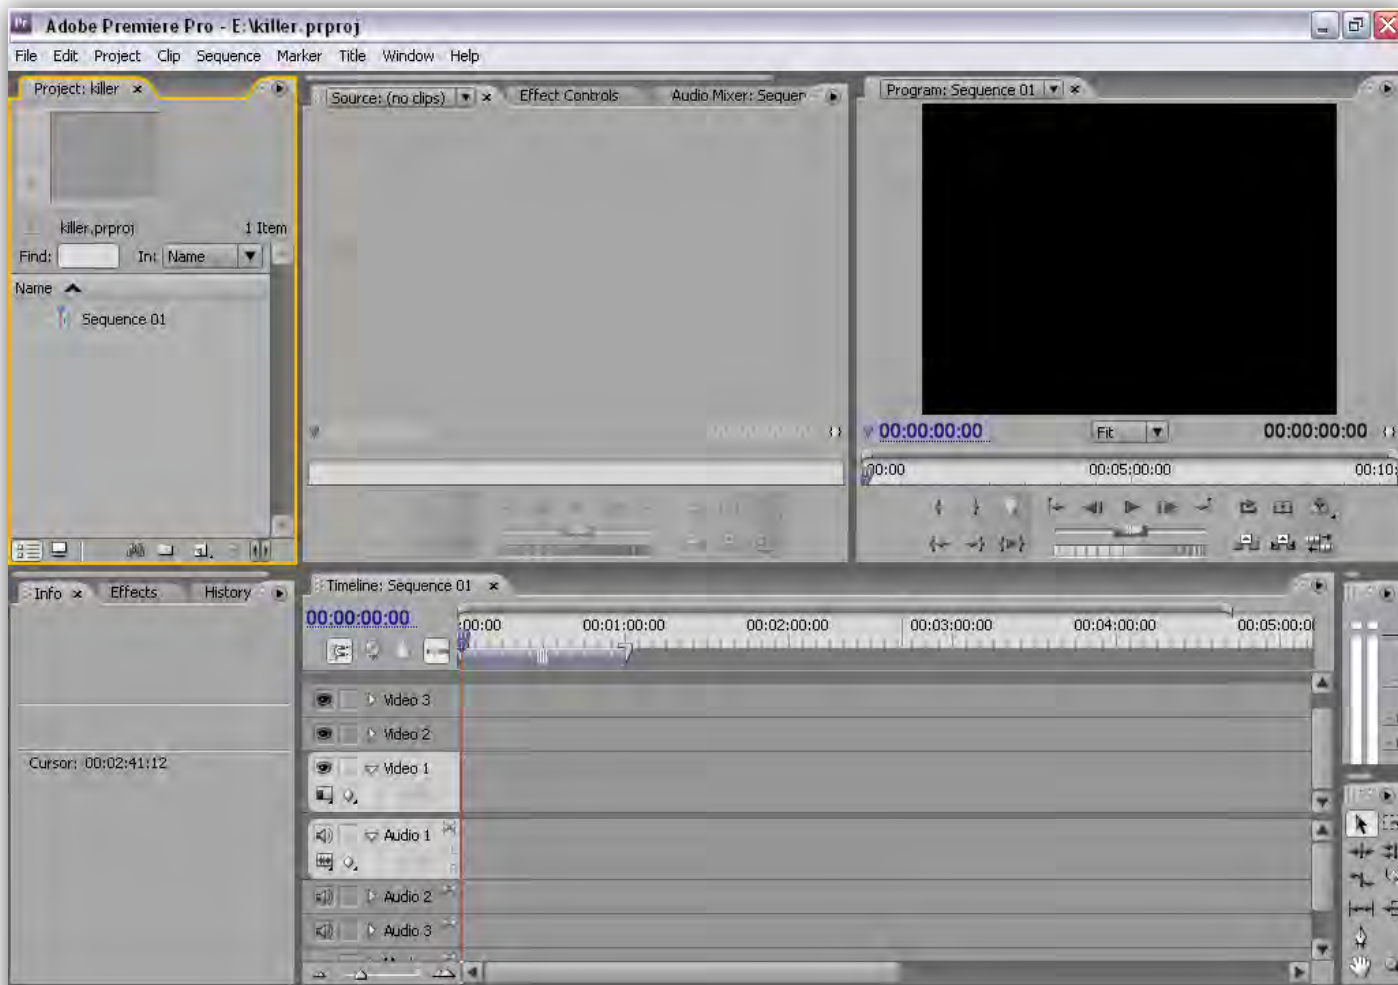 Adobe Premiere Pro - E:\killer.prproj
File Edit Project Clip Sequence Marker Title Window Help
Project: killer
killer.prproj 1 Item
Find: In: Name
Name
Sequence 01
Source: (no clips) Effect Controls Audio Mixer: Sequen
Program: Sequence 01
00:00:00:00 Fit 00:00:00:00
00:00 00:05:00:00 00:10:
Info Effects History
Cursor: 00:02:41:12
Timeline: Sequence 01
00:00:00:00
:00:00 00:01:00:00 00:02:00:00 00:03:00:00 00:04:00:00 00:05:00:0
Video 3
Video 2
Video 1
Audio 1
Audio 2
Audio 3